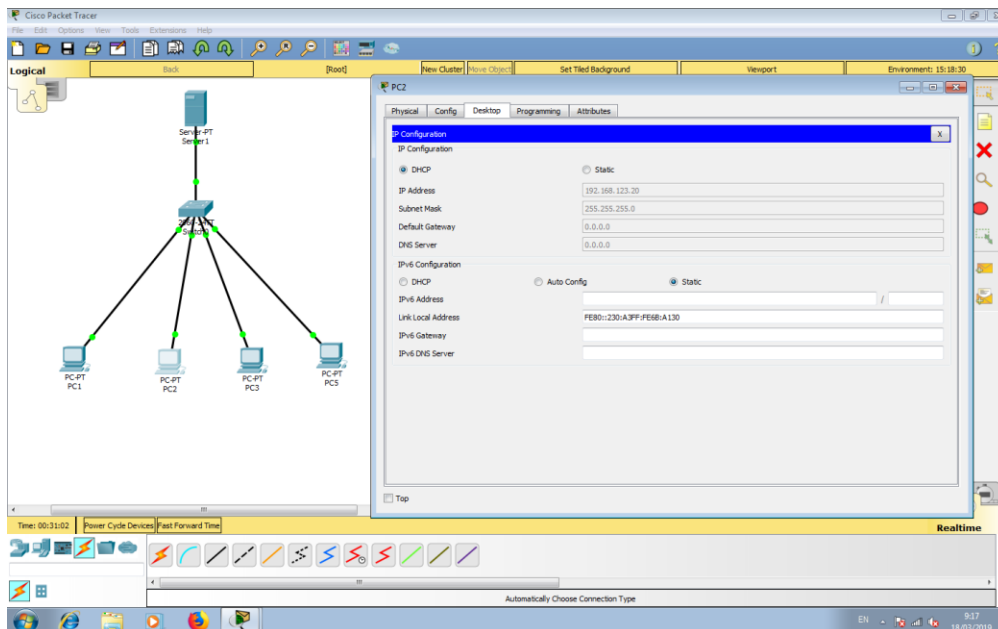 Cisco Packet Tracer
File Edit Options View Tools Extensions Help
Logical
Back
[Root]
New Cluster
Move Object
Set Tiled Background
Viewport
Environment: 15:18:30
Server-PT
Server1
Switch0
PC-PT
PC1
PC-PT
PC2
PC-PT
PC3
PC-PT
PC5
PC2
Physical
Config
Desktop
Programming
Attributes
IP Configuration
X
IP Configuration
DHCP
Static
IP Address
192.168.123.20
Subnet Mask
255.255.255.0
Default Gateway
0.0.0.0
DNS Server
0.0.0.0
IPv6 Configuration
DHCP
Auto Config
Static
IPv6 Address
/
Link Local Address
FE80::230:A3FF:FE6B:A130
IPv6 Gateway
IPv6 DNS Server
Top
Time: 00:31:02
Power Cycle Devices
Fast Forward Time
Realtime
Automatically Choose Connection Type
EN
9:17
18/03/2019